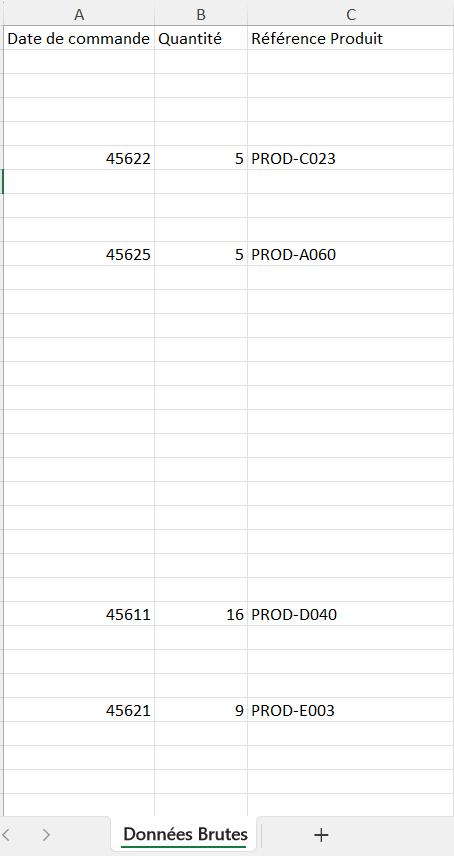 A B C
Date de commande Quantité Référence Produit
45622 5 PROD-C023
45625 5 PROD-A060
45611 16 PROD-D040
45621 9 PROD-E003
Données Brutes